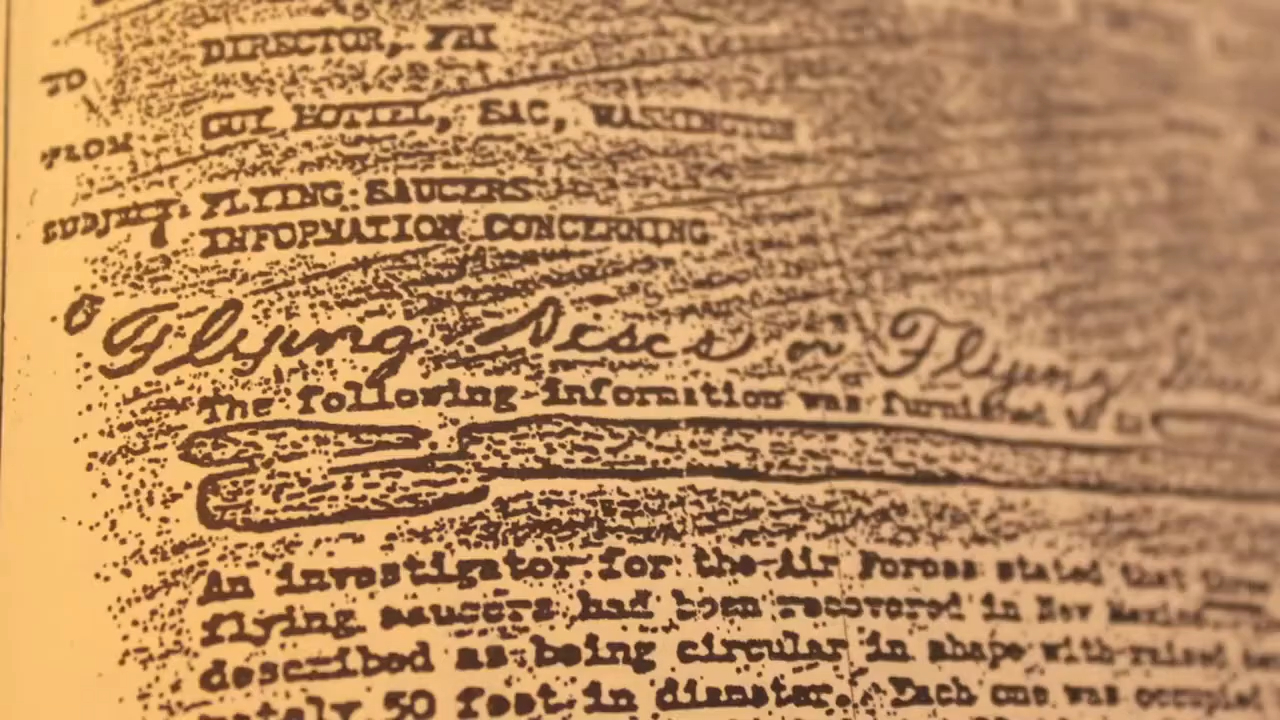 TO DIRECTOR, FBI
FROM GUY HOTTEL, SAC, WASHINGTON
SUBJECT: FLYING SAUCERS
INFORMATION CONCERNING
Flying Discs or Flying
The following information was furnished to
An investigator for the Air Forces stated that three
flying saucers had been recovered in New Mexico
described as being circular in shape with raised
50 feet in diameter. Each one was occupied